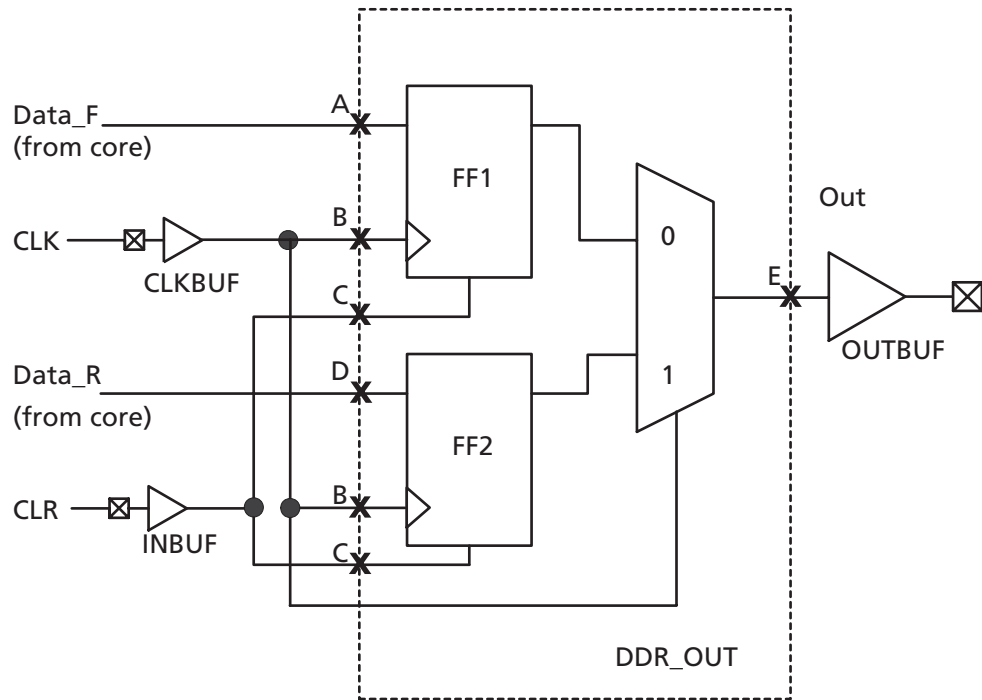 Data_F
(from core)
A
FF1
CLK
CLKBUF
B
C
0
Out
E
OUTBUF
Data_R
(from core)
D
1
FF2
CLR
INBUF
B
C
DDR_OUT